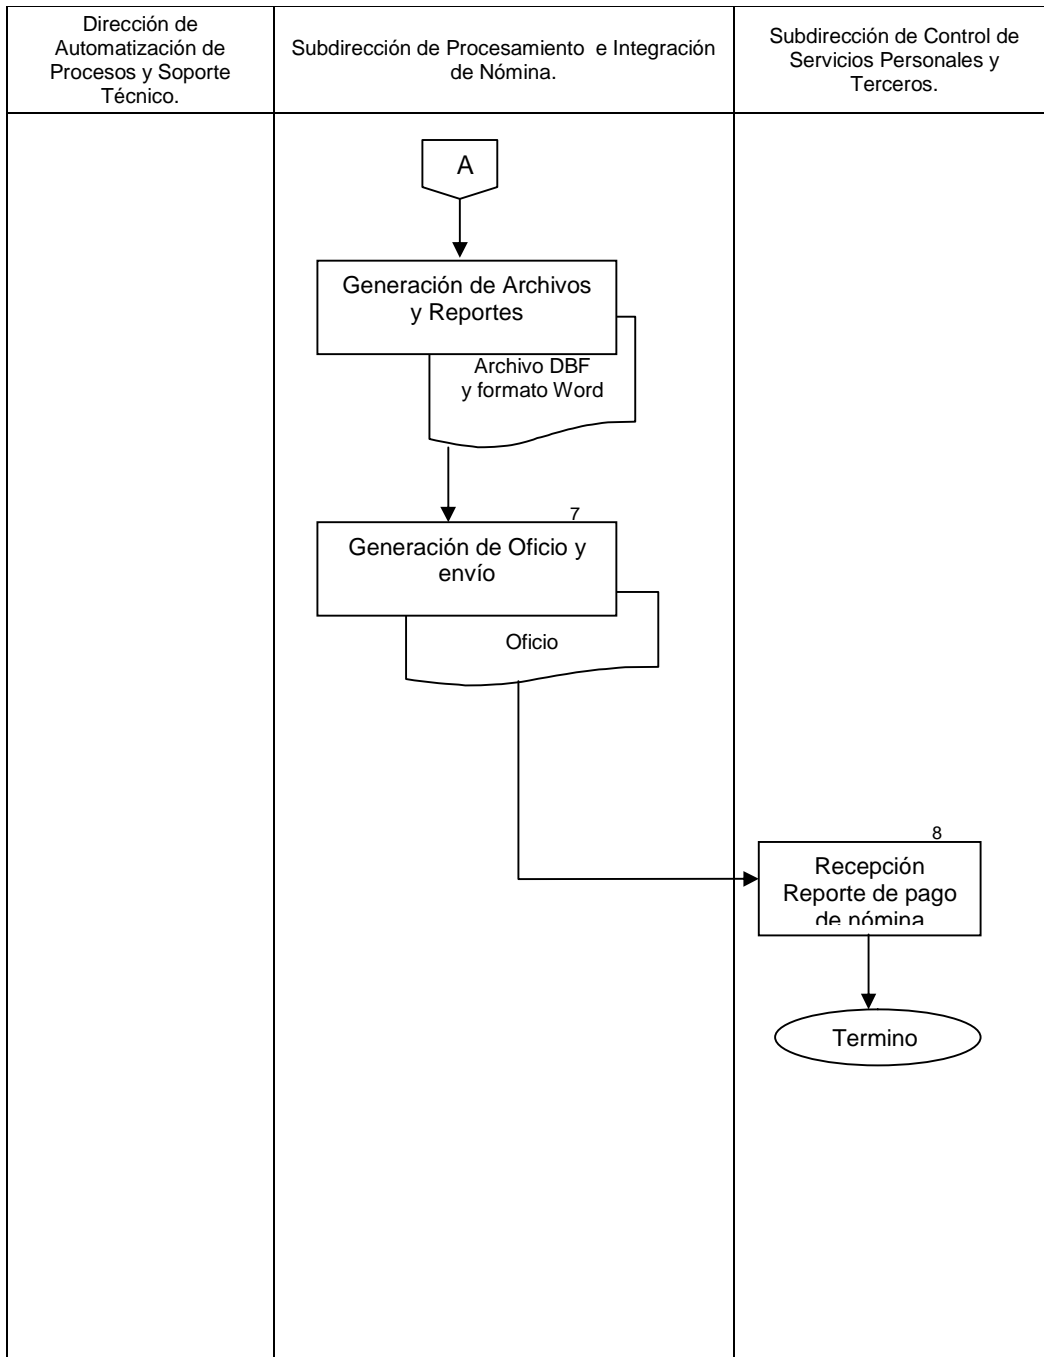 Dirección de
Automatización de
Procesos y Soporte
Técnico.
Subdirección de Procesamiento e Integración
de Nómina.
Subdirección de Control de
Servicios Personales y
Terceros.
A
Generación de Archivos
y Reportes
Archivo DBF
y formato Word
7
Generación de Oficio y
envío
Oficio
8
Recepción
Reporte de pago
de nómina
Termino